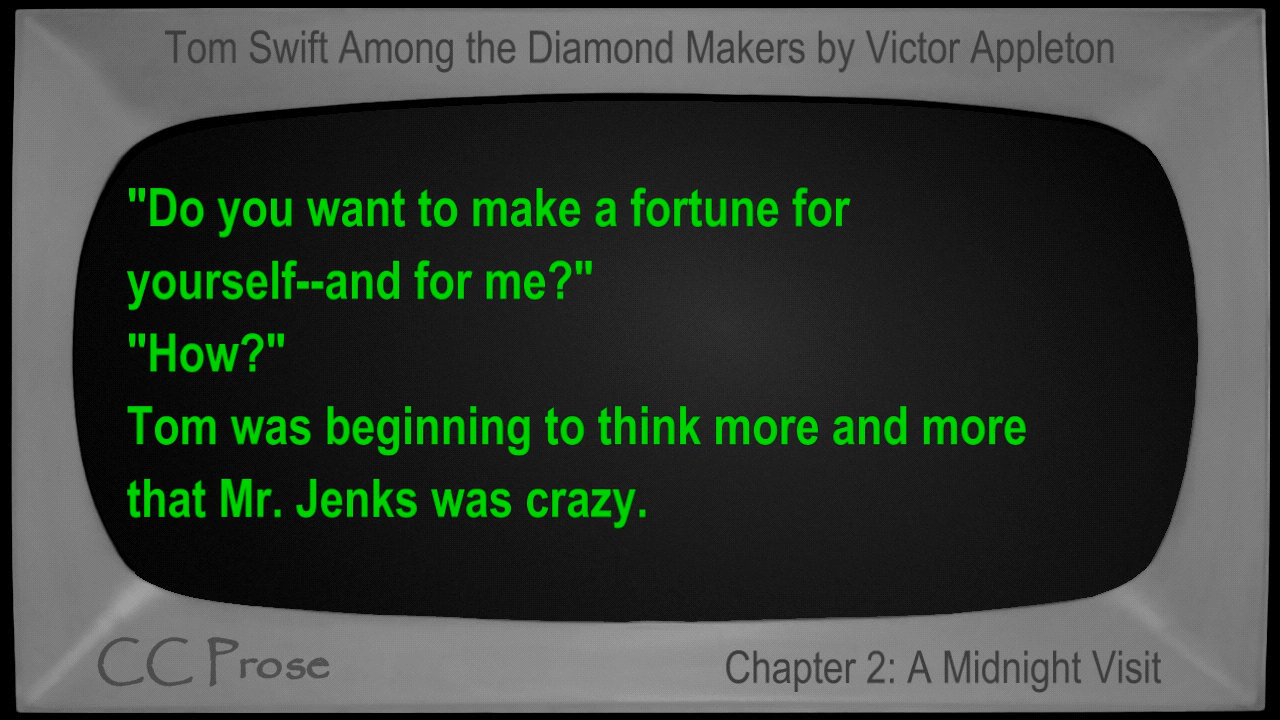 Tom Swift Among the Diamond Makers by Victor Appleton
"Do you want to make a fortune for
yourself--and for me?"
"How?"
Tom was beginning to think more and more
that Mr. Jenks was crazy.
CC Prose
Chapter 2: A Midnight Visit